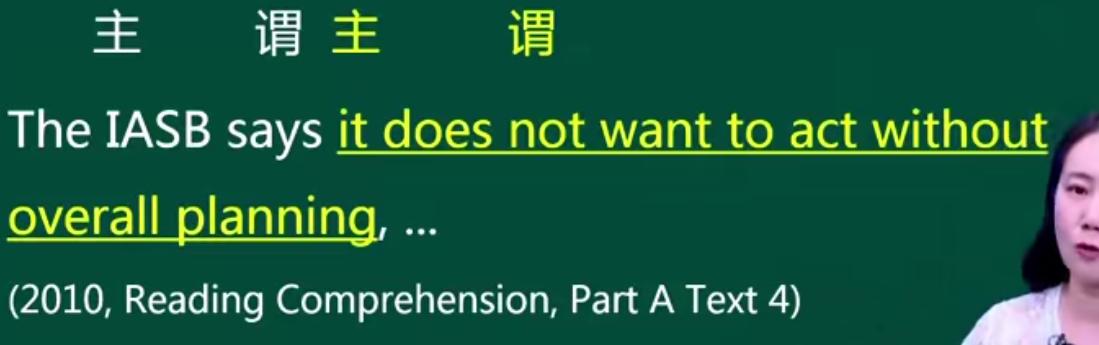 主 谓 主 谓
The IASB says it does not want to act without
overall planning, ...
(2010, Reading Comprehension, Part A Text 4)